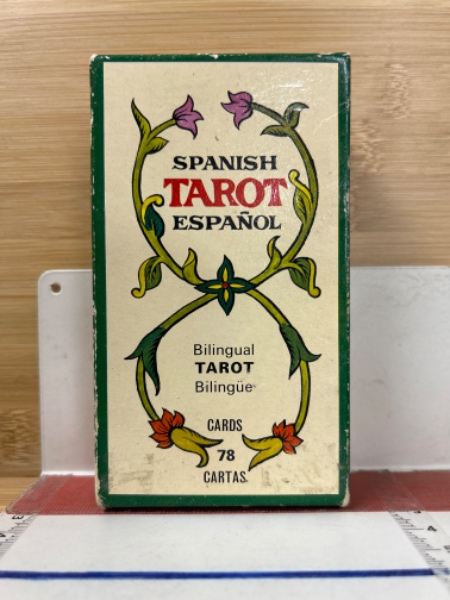 SPANISH
TAROT
ESPAÑOL
Bilingual
TAROT
Bilingüe
CARDS
78
CARTAS